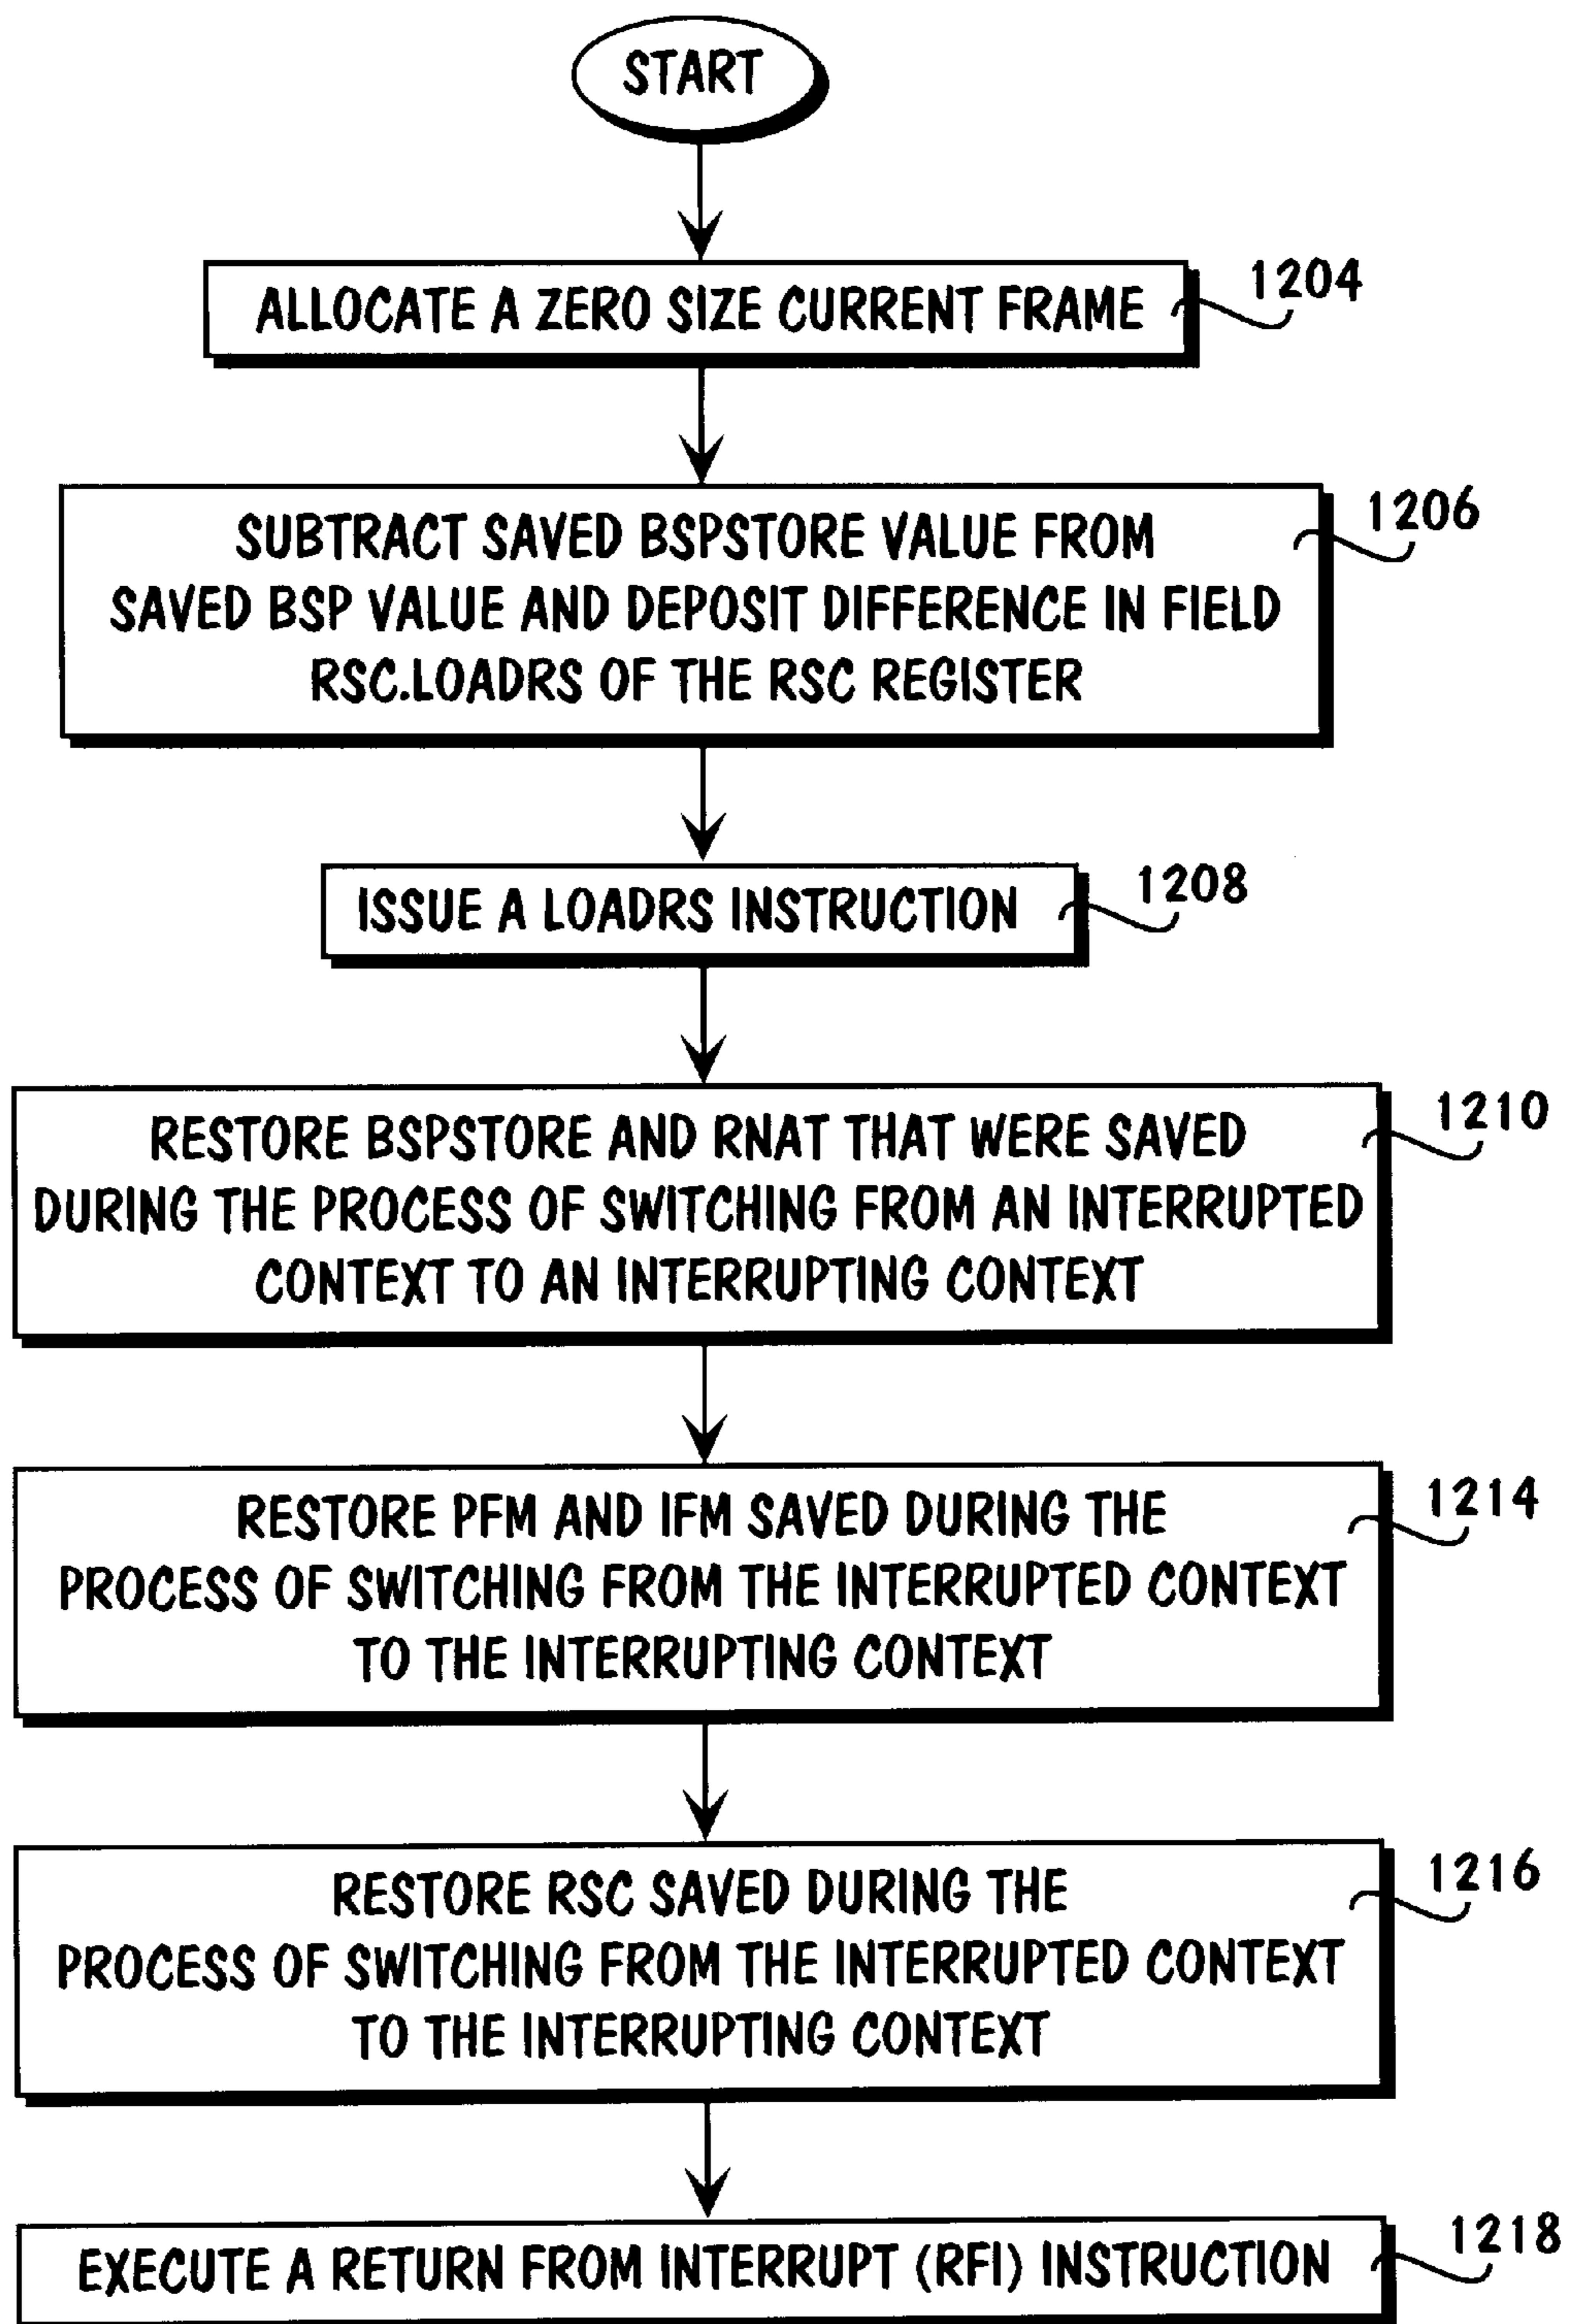 START
ALLOCATE A ZERO SIZE CURRENT FRAME
1204
SUBTRACT SAVED BSPSTORE VALUE FROM
SAVED BSP VALUE AND DEPOSIT DIFFERENCE IN FIELD
RSC.LOADRS OF THE RSC REGISTER
1206
ISSUE A LOADRS INSTRUCTION
1208
RESTORE BSPSTORE AND RNAT THAT WERE SAVED
DURING THE PROCESS OF SWITCHING FROM AN INTERRUPTED
CONTEXT TO AN INTERRUPTING CONTEXT
1210
RESTORE PFM AND IFM SAVED DURING THE
PROCESS OF SWITCHING FROM THE INTERRUPTED CONTEXT
TO THE INTERRUPTING CONTEXT
1214
RESTORE RSC SAVED DURING THE
PROCESS OF SWITCHING FROM THE INTERRUPTED CONTEXT
TO THE INTERRUPTING CONTEXT
1216
EXECUTE A RETURN FROM INTERRUPT (RFI) INSTRUCTION
1218